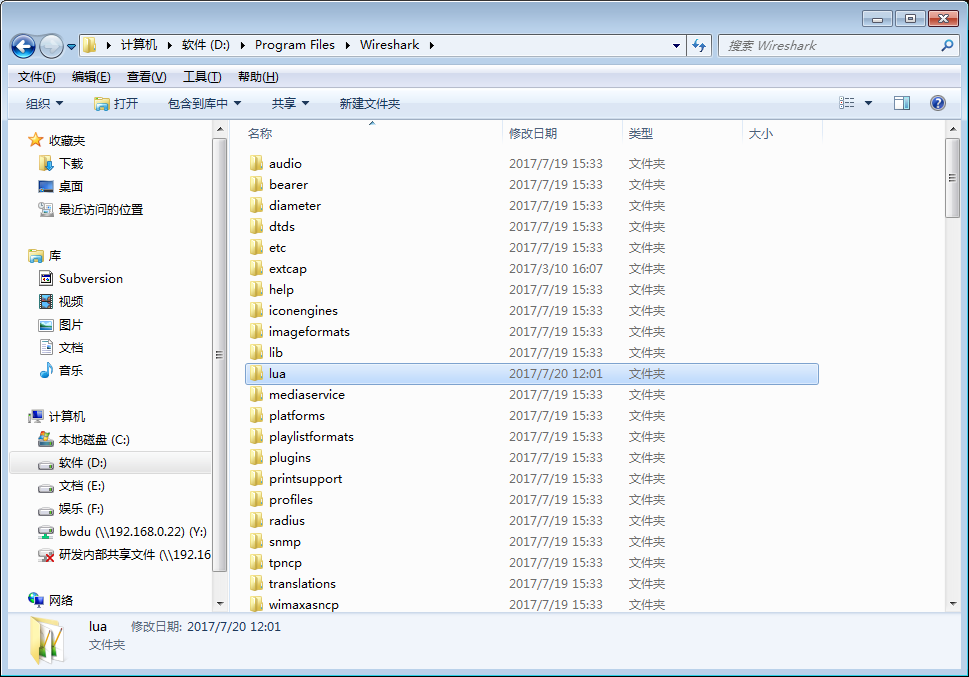 计算机 软件 (D:) Program Files Wireshark 搜索 Wireshark
文件(F) 编辑(E) 查看(V) 工具(T) 帮助(H)
组织 打开 包含到库中 共享 新建文件夹
收藏夹
下载
桌面
最近访问的位置
库
Subversion
视频
图片
文档
音乐
计算机
本地磁盘 (C:)
软件 (D:)
文档 (E:)
娱乐 (F:)
bwdu (\\192.168.0.22) (Y:)
研发内部共享文件 (\\192.16
网络
名称 修改日期 类型 大小
audio 2017/7/19 15:33 文件夹
bearer 2017/7/19 15:33 文件夹
diameter 2017/7/19 15:33 文件夹
dtds 2017/7/19 15:33 文件夹
etc 2017/7/19 15:33 文件夹
extcap 2017/3/10 16:07 文件夹
help 2017/7/19 15:33 文件夹
iconengines 2017/7/19 15:33 文件夹
imageformats 2017/7/19 15:33 文件夹
lib 2017/7/19 15:33 文件夹
lua 2017/7/20 12:01 文件夹
mediaservice 2017/7/19 15:33 文件夹
platforms 2017/7/19 15:33 文件夹
playlistformats 2017/7/19 15:33 文件夹
plugins 2017/7/19 15:33 文件夹
printsupport 2017/7/19 15:33 文件夹
profiles 2017/7/19 15:33 文件夹
radius 2017/7/19 15:33 文件夹
snmp 2017/7/19 15:33 文件夹
tpncp 2017/7/19 15:33 文件夹
translations 2017/7/19 15:33 文件夹
wimaxasncp 2017/7/19 15:33 文件夹
lua 修改日期: 2017/7/20 12:01
文件夹